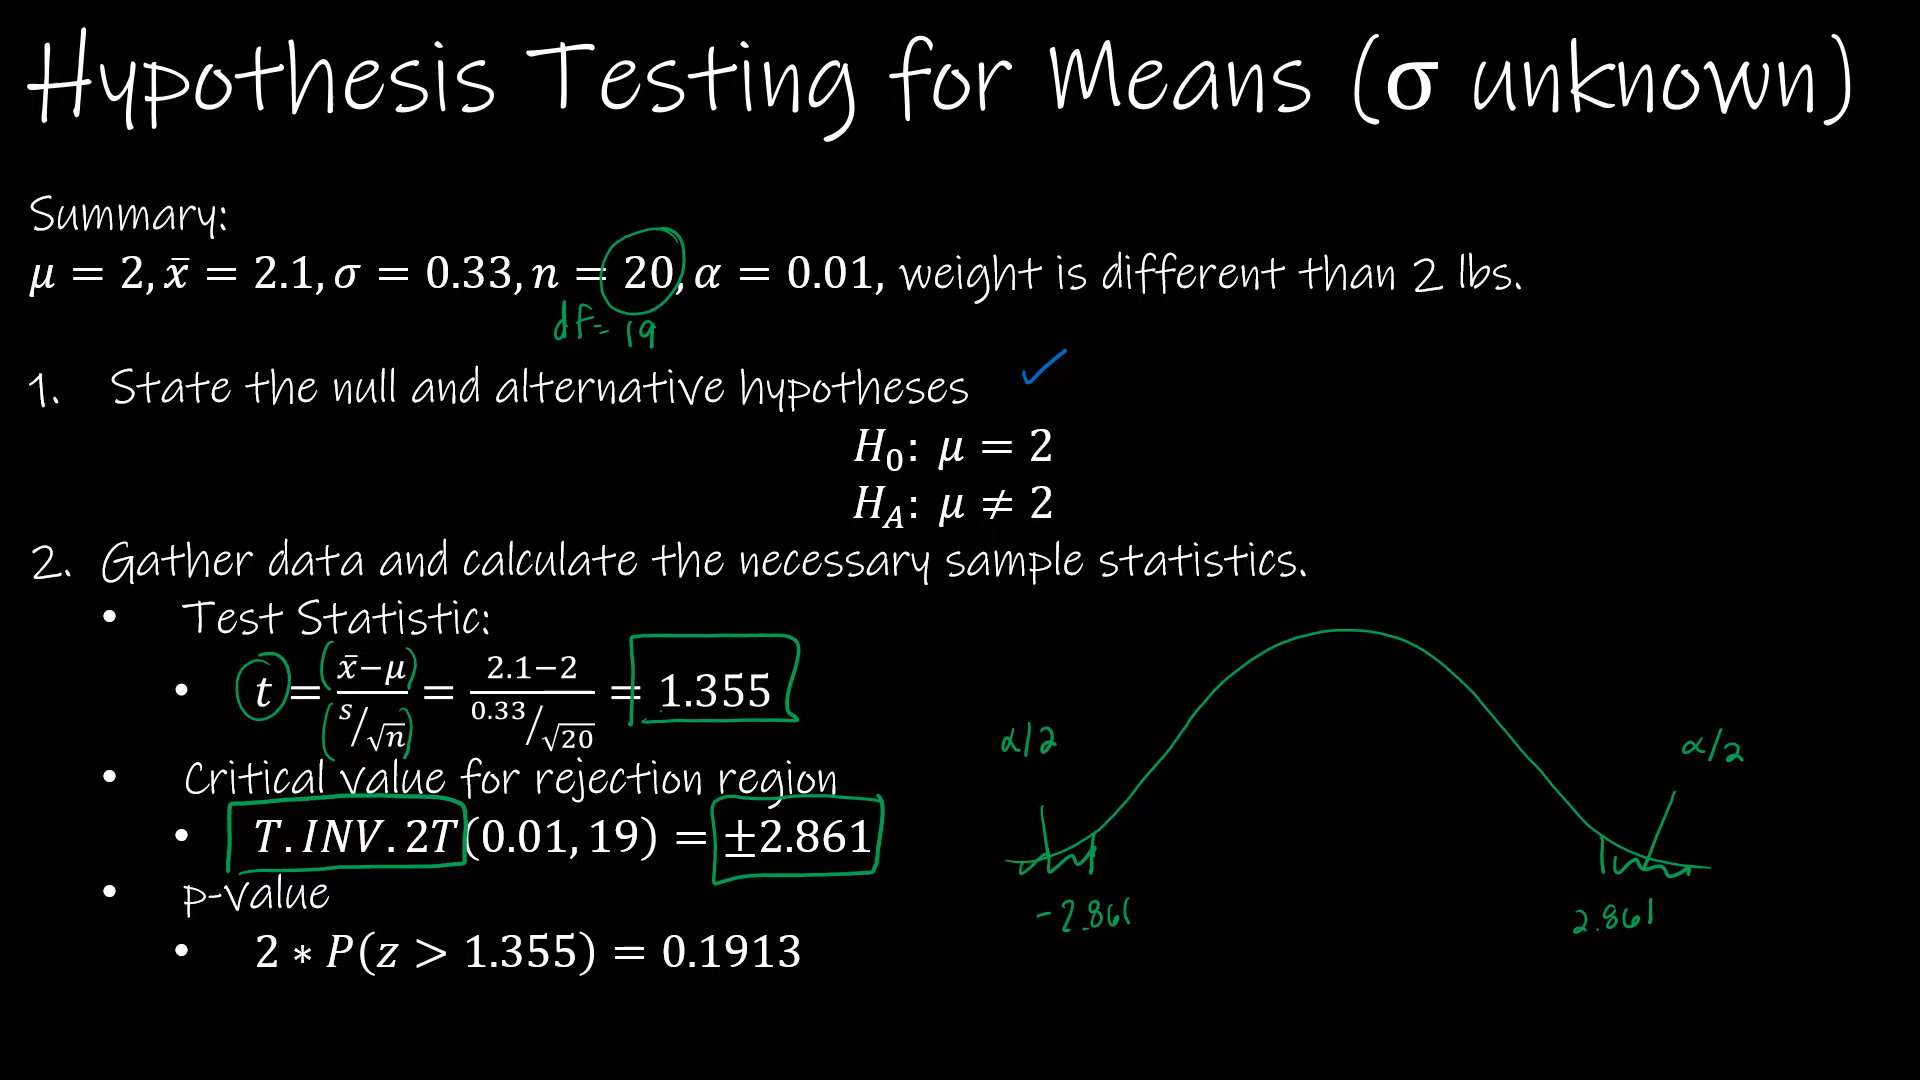 Hypothesis Testing for Means (σ unknown)
Summary:
μ = 2, x̄ = 2.1, σ = 0.33, n = 20, α = 0.01, weight is different than 2 lbs.
df= 19
1. State the null and alternative hypotheses
H₀: μ = 2
H_A: μ ≠ 2
2. Gather data and calculate the necessary sample statistics.
• Test Statistic:
• t = (x̄−μ)/(s/√n) = (2.1−2)/(0.33/√20) = 1.355
α/2
α/2
• Critical value for rejection region
• T.INV.2T(0.01, 19) = ±2.861
• p-value
-2.861
2.861
• 2 ∗ P(z > 1.355) = 0.1913